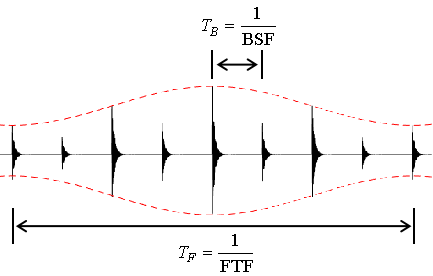 T_B = 1/BSF
T_F = 1/FTF